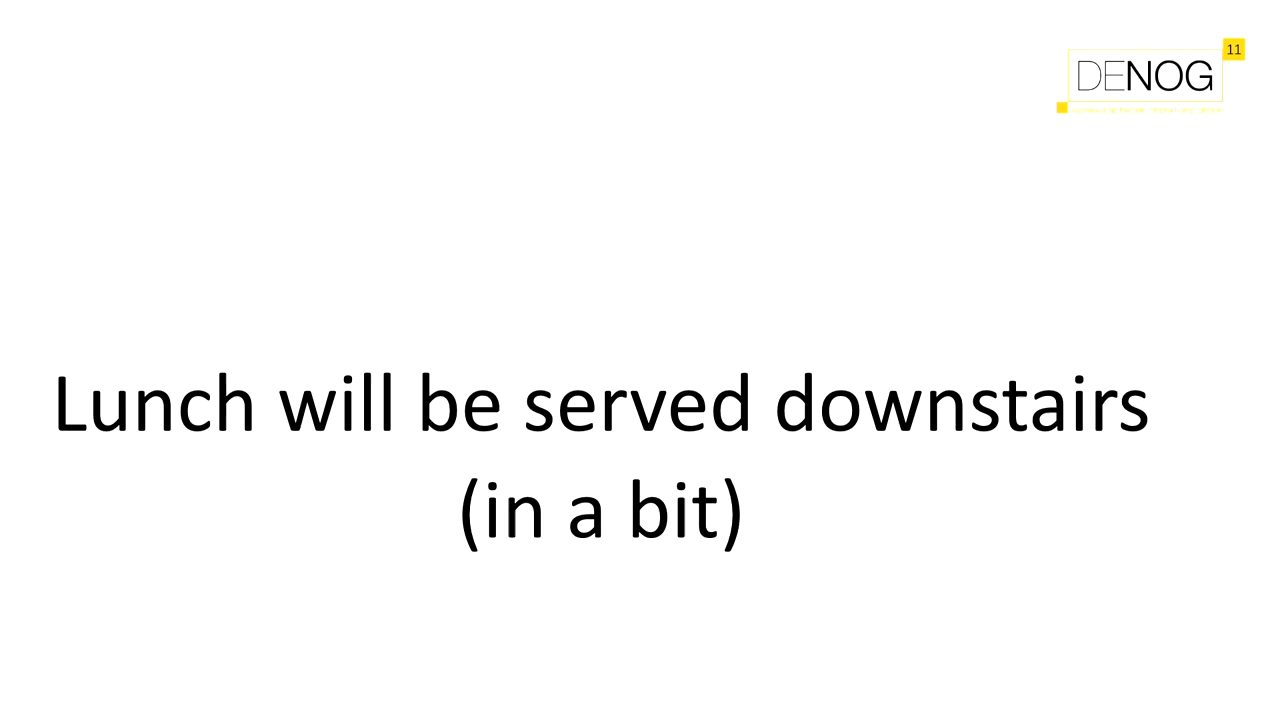 11
DENOG
Lunch will be served downstairs
(in a bit)